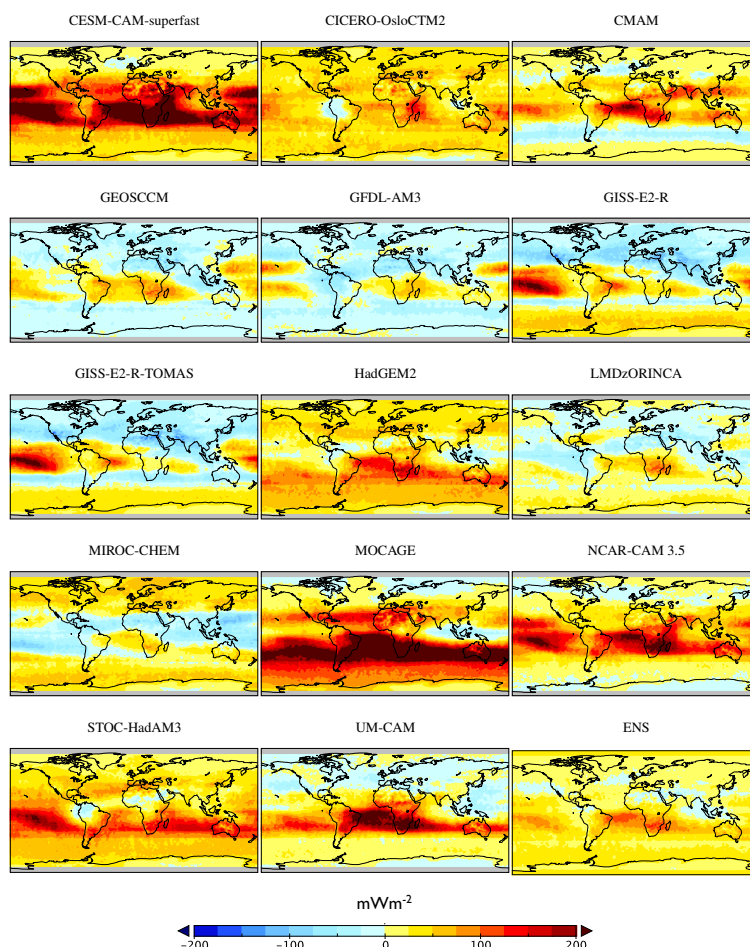 CESM-CAM-superfast CICERO-OsloCTM2 CMAM
GEOSCCM GFDL-AM3 GISS-E2-R
GISS-E2-R-TOMAS HadGEM2 LMDzORINCA
MIROC-CHEM MOCAGE NCAR-CAM 3.5
STOC-HadAM3 UM-CAM ENS
mWm-2
−200 −100 0 100 200